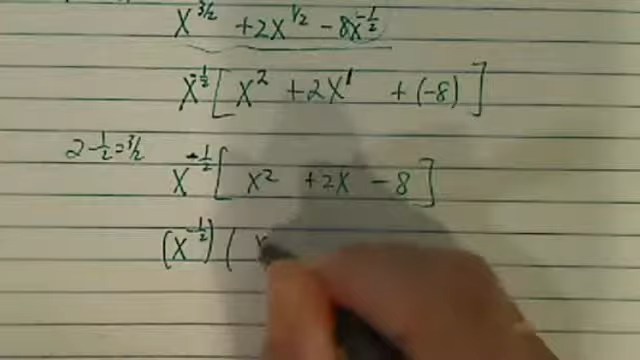 x^{3/2} + 2x^{1/2} - 8x^{-1/2}
x^{-1/2} [ x^2 + 2x^1 + (-8) ]
2 - 1/2 = 3/2
x^{-1/2} [ x^2 + 2x - 8 ]
(x^{-1/2}) ( x